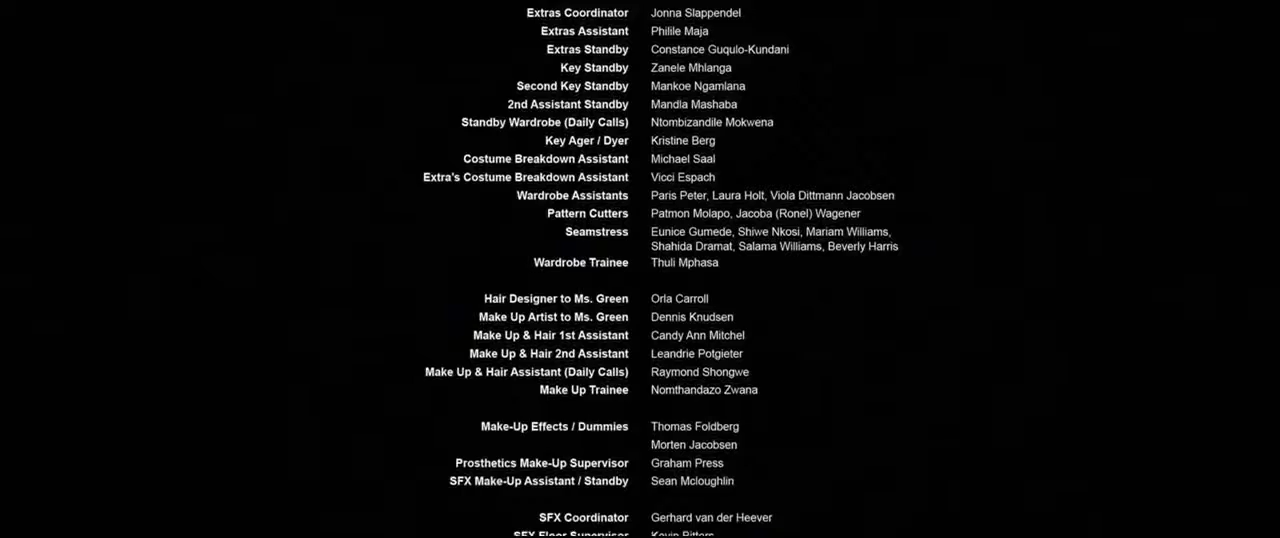 Extras Coordinator Jonna Slappendel
Extras Assistant Philile Maja
Extras Standby Constance Guqulo-Kundani
Key Standby Zanele Mhlanga
Second Key Standby Mankoe Ngamlana
2nd Assistant Standby Mandla Mashaba
Standby Wardrobe (Daily Calls) Ntombizandile Mokwena
Key Ager / Dyer Kristine Berg
Costume Breakdown Assistant Michael Saal
Extra's Costume Breakdown Assistant Vicci Espach
Wardrobe Assistants Paris Peter, Laura Holt, Viola Dittmann Jacobsen
Pattern Cutters Patmon Molapo, Jacoba (Ronel) Wagener
Seamstress Eunice Gumede, Shiwe Nkosi, Mariam Williams,
Shahida Dramat, Salama Williams, Beverly Harris
Wardrobe Trainee Thuli Mphasa
Hair Designer to Ms. Green Orla Carroll
Make Up Artist to Ms. Green Dennis Knudsen
Make Up & Hair 1st Assistant Candy Ann Mitchel
Make Up & Hair 2nd Assistant Leandrie Potgieter
Make Up & Hair Assistant (Daily Calls) Raymond Shongwe
Make Up Trainee Nomthandazo Zwana
Make-Up Effects / Dummies Thomas Foldberg
Morten Jacobsen
Prosthetics Make-Up Supervisor Graham Press
SFX Make-Up Assistant / Standby Sean Mcloughlin
SFX Coordinator Gerhard van der Heever
SFX Floor Supervisor Kevin